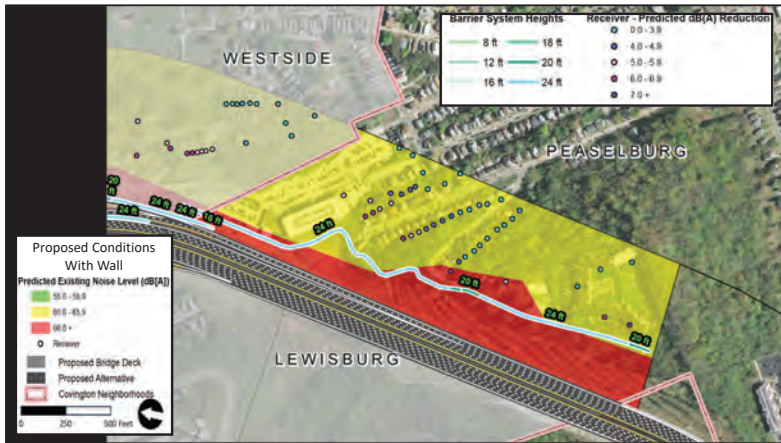 Barrier System Heights
8 ft
12 ft
16 ft
18 ft
20 ft
24 ft
Receiver - Predicted dB(A) Reduction
0.0 - 3.9
4.0 - 4.9
5.0 - 5.9
6.0 - 6.9
7.0 +
WESTSIDE
PEASELBURG
LEWISBURG
20
ft
24 ft
24 ft
24 ft
16 ft
24 ft
20 ft
24 ft
20 ft
Proposed Conditions
With Wall
Predicted Existing Noise Level (dB[A])
60.0 - 65.9
66.0 +
Receiver
Proposed Bridge Deck
Proposed Alternative
Covington Neighborhoods
0 250 500 Feet